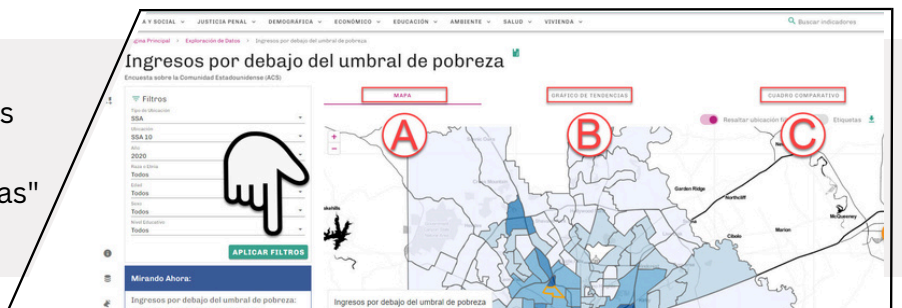 A Y SOCIAL JUSTICIA PENAL DEMOGRÁFICA ECONÓMICO EDUCACIÓN AMBIENTE SALUD VIVIENDA
Buscar indicadores
Principal > Exploración de Datos > Ingresos por debajo del umbral de pobreza
Ingresos por debajo del umbral de pobreza
Encuesta sobre la Comunidad Estadounidense (ACS)
s
as"
Filtros
Tipo de Ubicación
SSA
Ubicación
SSA 10
Año
2020
Raza o Etnia
Todos
Edad
Todos
Sexo
Todos
Nivel Educativo
Todos
APLICAR FILTROS
Mirando Ahora:
Ingresos por debajo del umbral de pobreza:
MAPA
GRÁFICO DE TENDENCIAS
CUADRO COMPARATIVO
A
B
C
Resaltar ubicación
Etiquetas
+
-
Garden Ridge
Northcliff
Cibolo
Marion
McQueeney
Ingresos por debajo del umbral de pobreza